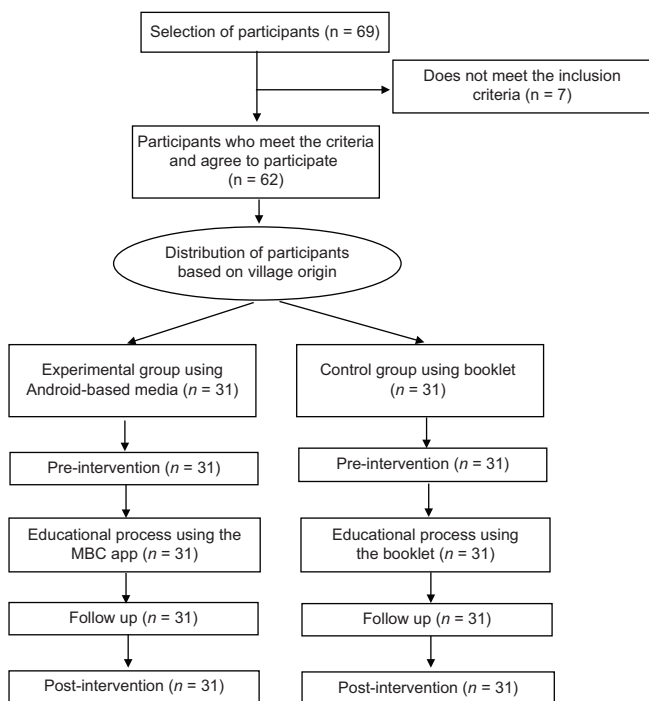 Selection of participants (n = 69)
Does not meet the inclusion
criteria (n = 7)
Participants who meet the criteria
and agree to participate
(n = 62)
Distribution of participants
based on village origin
Experimental group using
Android-based media (n = 31)
Control group using booklet
(n = 31)
Pre-intervention (n = 31)
Pre-intervention (n = 31)
Educational process using the
MBC app (n = 31)
Educational process using
the booklet (n = 31)
Follow up (n = 31)
Follow up (n = 31)
Post-intervention (n = 31)
Post-intervention (n = 31)